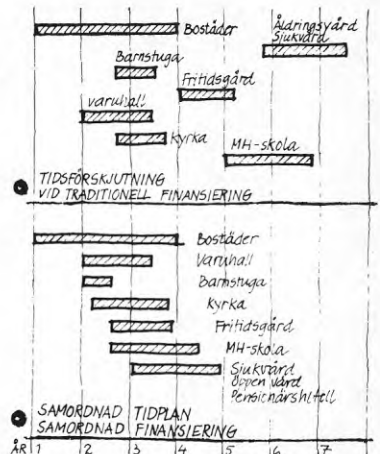 Bostäder
Åldringsvård
Sjukvård
Barnstuga
Fritidsgård
varuhall
Kyrka
MH-skola
TIDSFÖRSKJUTNING
VID TRADITIONELL FINANSIERING
Bostäder
Varuhall
Barnstuga
Kyrka
Fritidsgård
MH-skola
Sjukvård
Öppen vård
SAMORDNAD TIDPLAN
SAMORDNAD FINANSIERING
ÅR 1 2 3 4 5 6 7